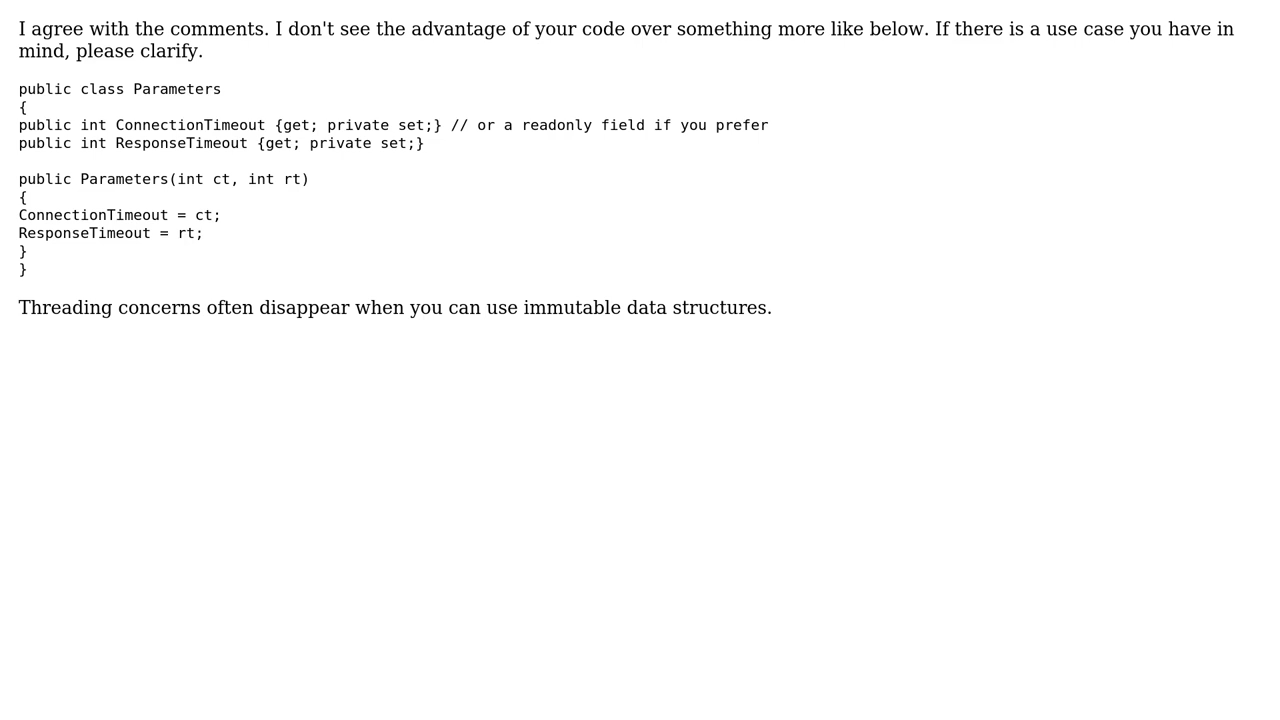 I agree with the comments. I don't see the advantage of your code over something more like below. If there is a use case you have in
mind, please clarify.
public class Parameters
{
public int ConnectionTimeout {get; private set;} // or a readonly field if you prefer
public int ResponseTimeout {get; private set;}
public Parameters(int ct, int rt)
{
ConnectionTimeout = ct;
ResponseTimeout = rt;
}
}
Threading concerns often disappear when you can use immutable data structures.